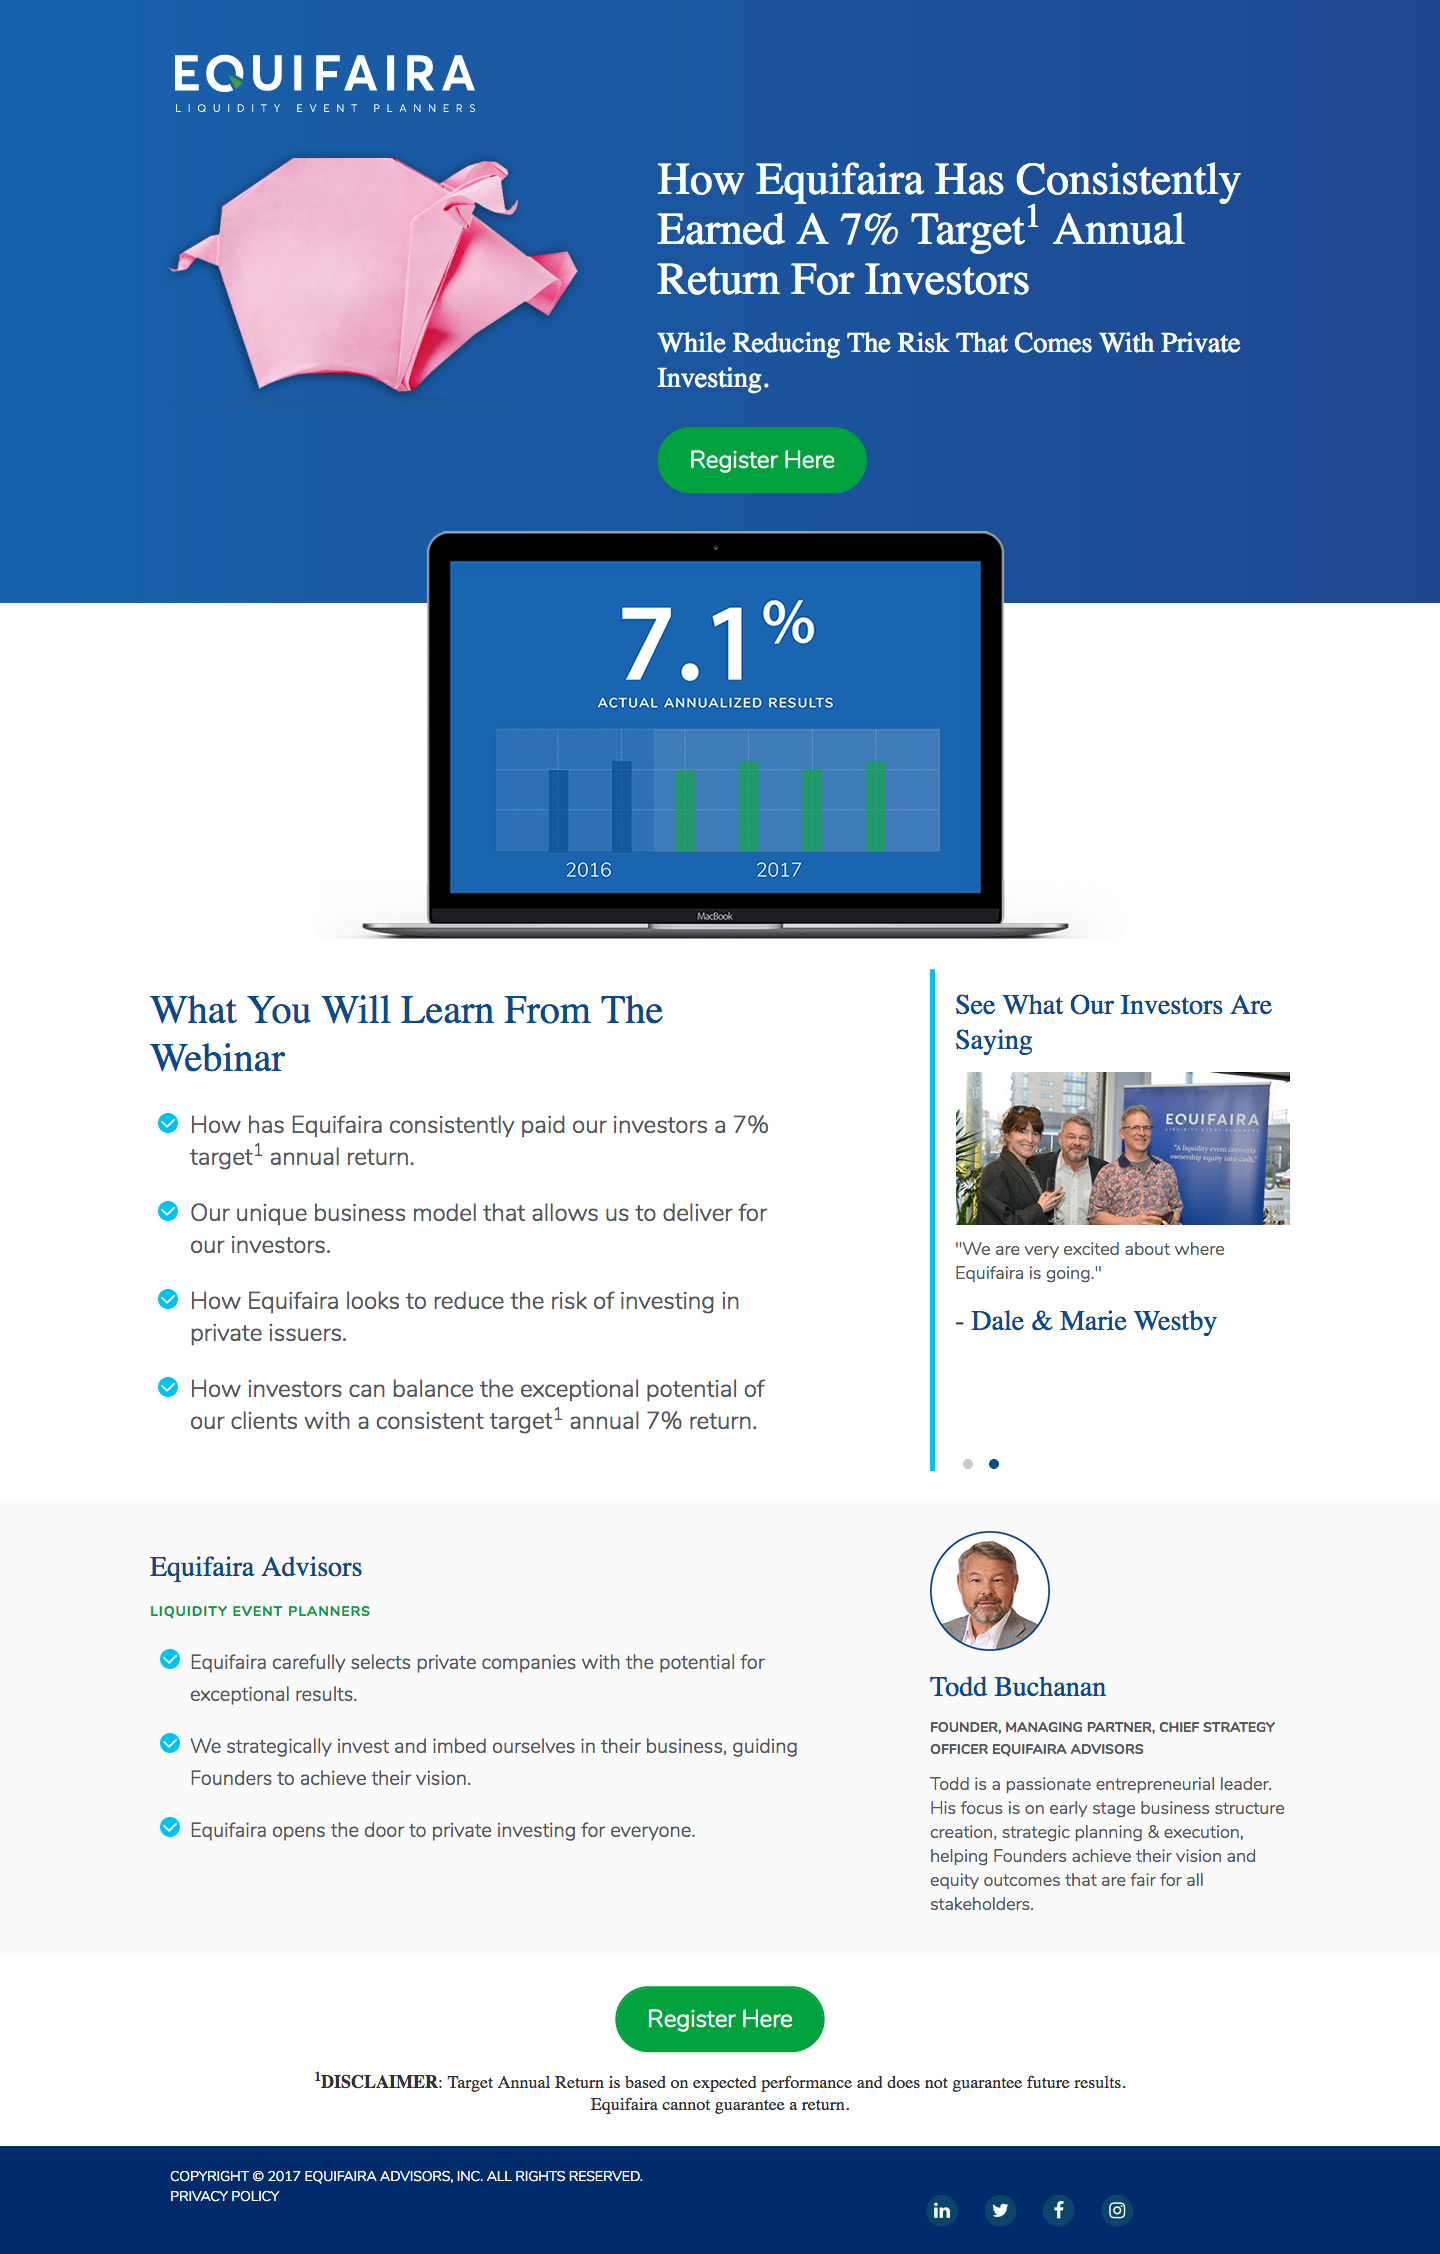 EQUIFAIRA
LIQUIDITY EVENT PLANNERS
How Equifaira Has Consistently
Earned A 7% Target1 Annual
Return For Investors
While Reducing The Risk That Comes With Private
Investing.
Register Here
7.1%
ACTUAL ANNUALIZED RESULTS
2016
2017
MacBook
What You Will Learn From The
Webinar
How has Equifaira consistently paid our investors a 7%
target1 annual return.
Our unique business model that allows us to deliver for
our investors.
How Equifaira looks to reduce the risk of investing in
private issuers.
How investors can balance the exceptional potential of
our clients with a consistent target1 annual 7% return.
See What Our Investors Are
Saying
EQUIFAIRA
LIQUIDITY EVENT PLANNERS
"A liquidity event converts
ownership equity into cash."
"We are very excited about where
Equifaira is going."
- Dale & Marie Westby
Equifaira Advisors
LIQUIDITY EVENT PLANNERS
Equifaira carefully selects private companies with the potential for
exceptional results.
We strategically invest and imbed ourselves in their business, guiding
Founders to achieve their vision.
Equifaira opens the door to private investing for everyone.
Todd Buchanan
FOUNDER, MANAGING PARTNER, CHIEF STRATEGY
OFFICER EQUIFAIRA ADVISORS
Todd is a passionate entrepreneurial leader.
His focus is on early stage business structure
creation, strategic planning & execution,
helping Founders achieve their vision and
equity outcomes that are fair for all
stakeholders.
Register Here
1DISCLAIMER: Target Annual Return is based on expected performance and does not guarantee future results.
Equifaira cannot guarantee a return.
COPYRIGHT © 2017 EQUIFAIRA ADVISORS, INC. ALL RIGHTS RESERVED.
PRIVACY POLICY